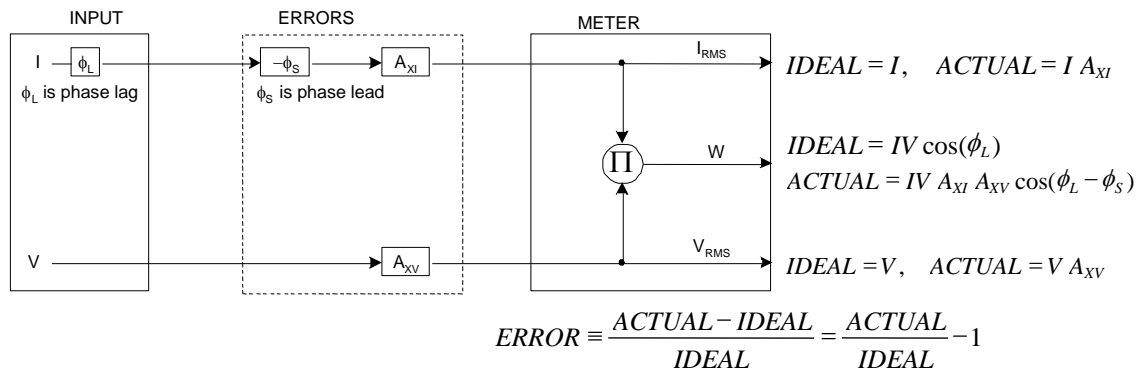 INPUT
ERRORS
METER
I
ϕL
−ϕS
AXI
IRMS
IDEAL = I, ACTUAL = I AXI
ϕL is phase lag
ϕS is phase lead
Π
W
IDEAL = IV cos(ϕL)
ACTUAL = IV AXI AXV cos(ϕL − ϕS)
V
AXV
VRMS
IDEAL = V, ACTUAL = V AXV
ERROR ≡ ACTUAL − IDEAL / IDEAL = ACTUAL / IDEAL − 1